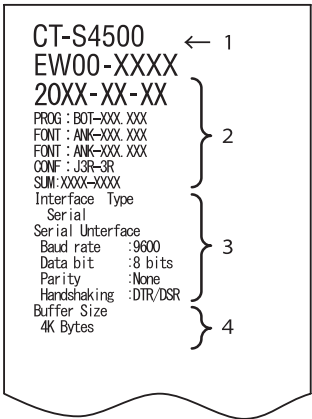 CT-S4500 ← 1
EW00-XXXX
20XX-XX-XX
PROG : BOT-XXX.XXX
FONT : ANK-XXX.XXX
FONT : ANK-XXX.XXX
CONF : J3R-3R
SUM:XXXX-XXXX
2
Interface Type
Serial
Serial Unterface
Baud rate :9600
Data bit :8 bits
Parity :None
Handshaking :DTR/DSR
3
Buffer Size
4K Bytes
4